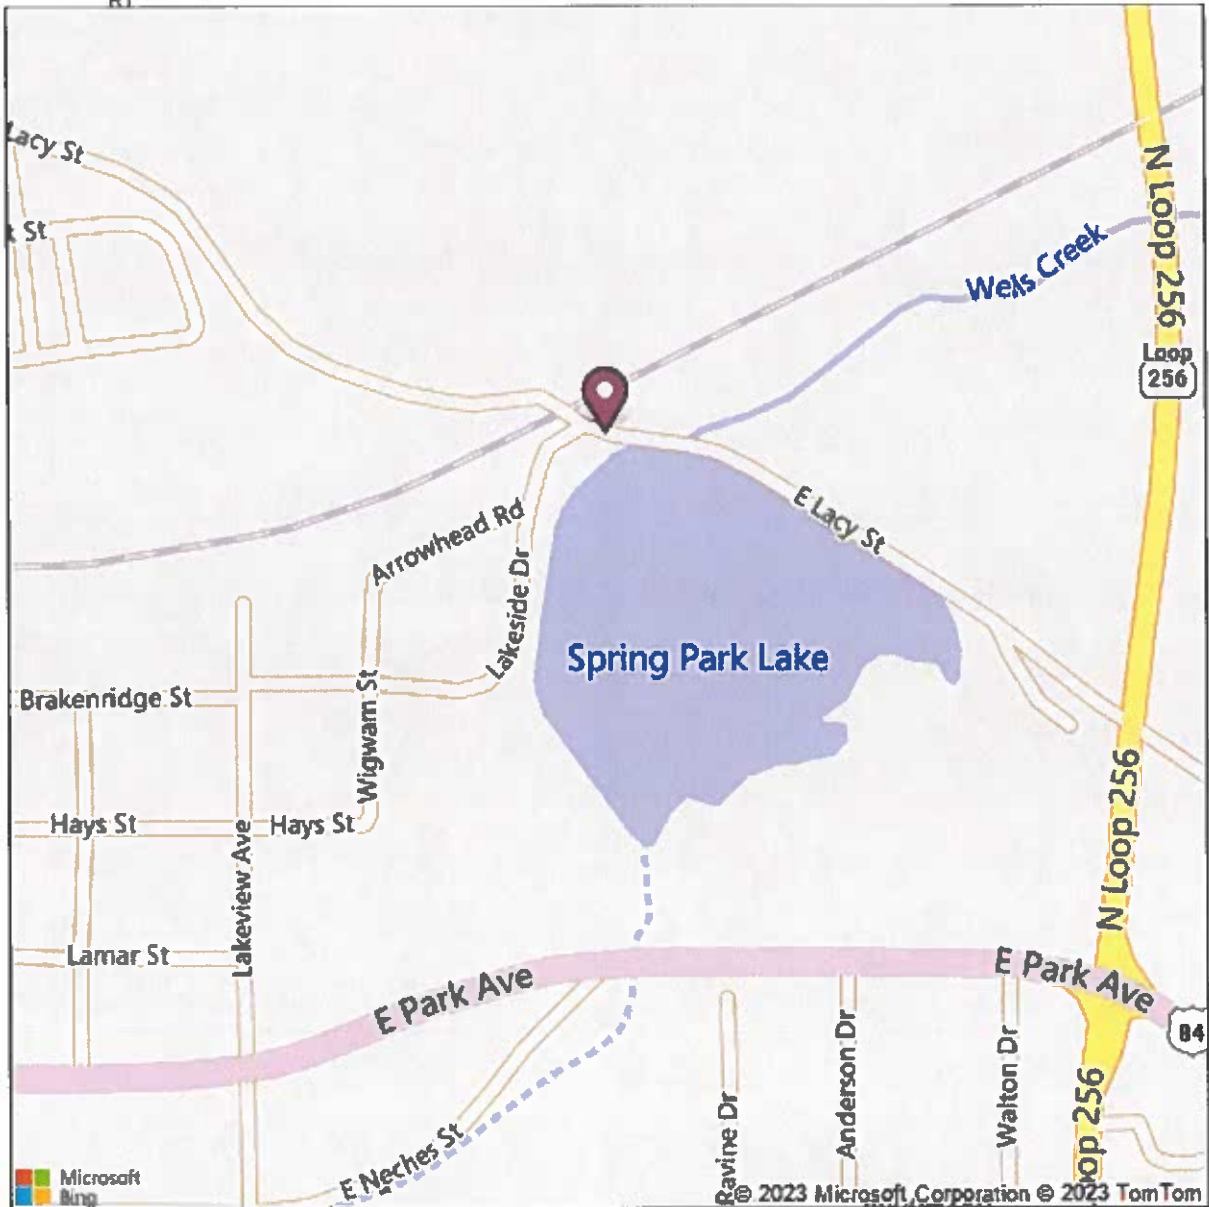 Lacy St
St
N Loop 256
Wells Creek
Loop
256
E Lacy St
Arrowhead Rd
Lakeside Dr
Spring Park Lake
Brakenridge St
Wigwam St
Hays St
Hays St
N Loop 256
Lakeview Ave
Lamar St
E Park Ave
E Park Ave
84
Anderson Dr
Walton Dr
Ravine Dr
op 256
E Neches St
Microsoft
Bing
© 2023 Microsoft Corporation © 2023 TomTom